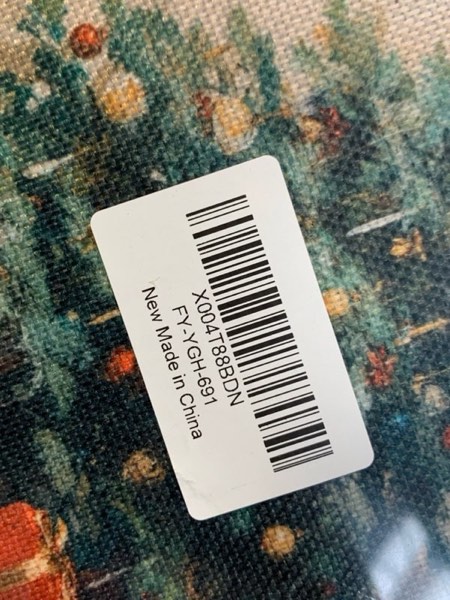 X004T88BDN
FY-YGH-691
New Made in China